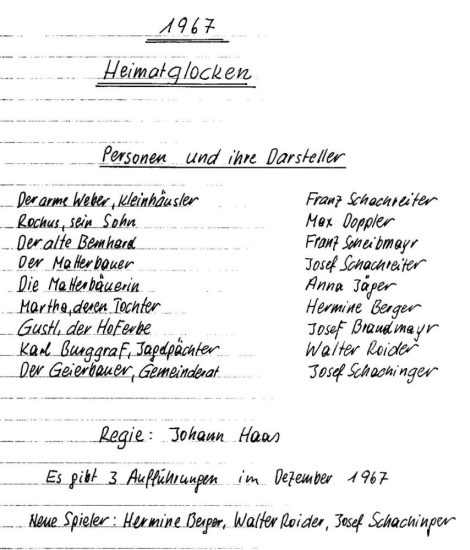 1967
Heimatglocken
Personen und ihre Darsteller
Der arme Weber, Kleinhäusler Franz Schachreiter
Rochus, sein Sohn Max Doppler
Der alte Bernhard Franz Schreibmayr
Der Matterbauer Josef Schachreiter
Die Matterbäuerin Anna Jäger
Martha, deren Tochter Hermine Berger
Gustl, der Hoferbe Josef Brandmayr
Karl Burggraf, Jagdpächter Walter Roider
Der Geierbauer, Gemeinderat Josef Schachinger
Regie: Johann Haas
Es gibt 3 Aufführungen im Dezember 1967
Neue Spieler: Hermine Berger, Walter Roider, Josef Schachinger